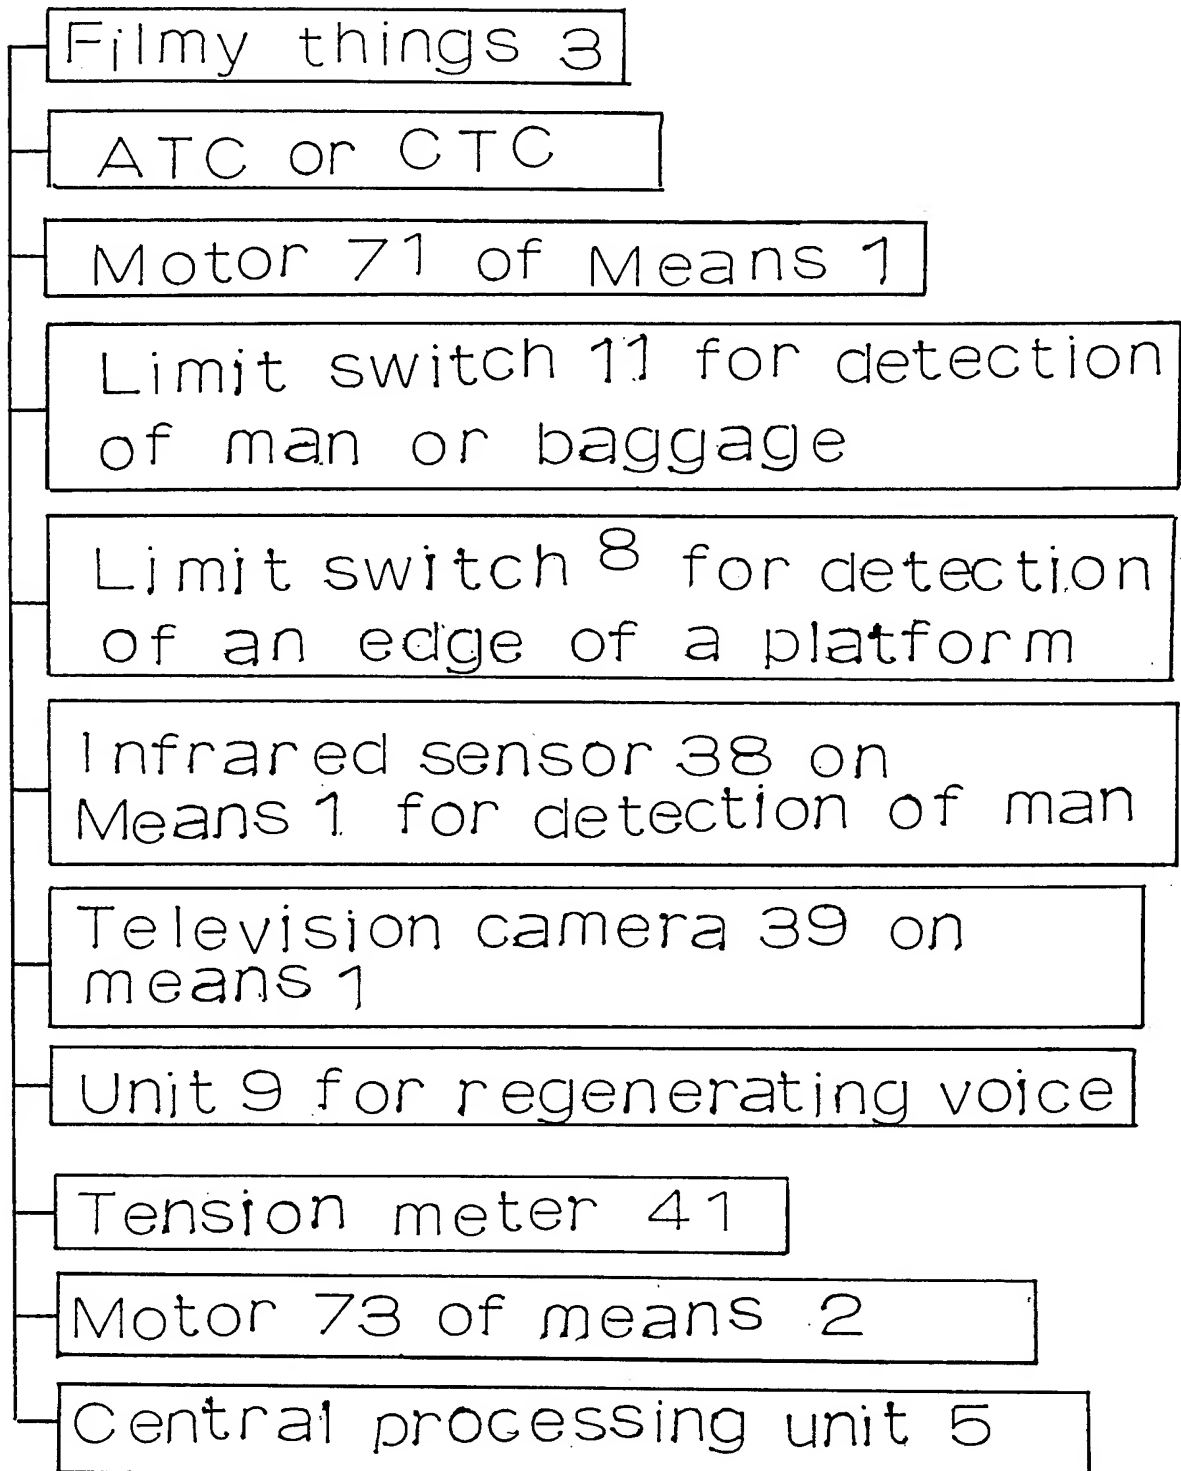 Filmy things 3
ATC or CTC
Motor 71 of Means 1
Limit switch 11 for detection
of man or baggage
Limit switch 8 for detection
of an edge of a platform
Infrared sensor 38 on
Means 1 for detection of man
Television camera 39 on
means 1
Unit 9 for regenerating voice
Tension meter 41
Motor 73 of means 2
Central processing unit 5